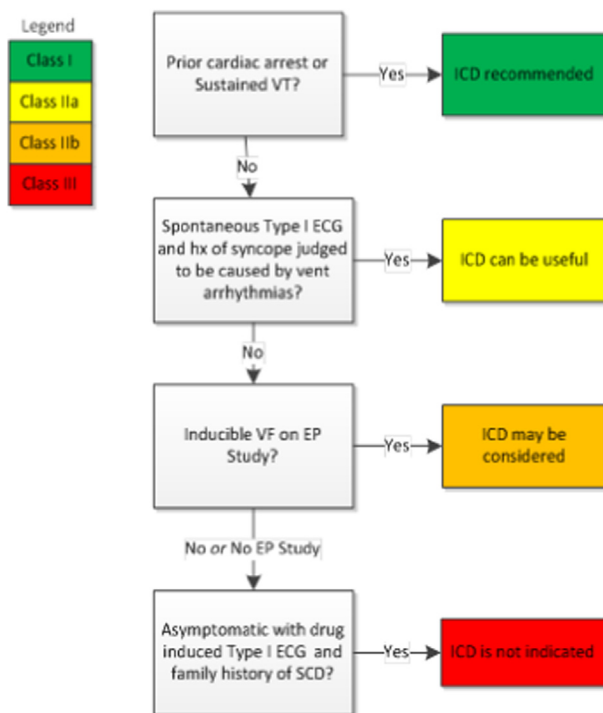 Legend
Class I
Class IIa
Class IIb
Class III
Prior cardiac arrest or
Sustained VT?
Yes
ICD recommended
No
Spontaneous Type I ECG
and hx of syncope judged
to be caused by vent
arrhythmias?
Yes
ICD can be useful
No
Inducible VF on EP
Study?
Yes
ICD may be
considered
No or No EP Study
Asymptomatic with drug
induced Type I ECG and
family history of SCD?
Yes
ICD is not indicated